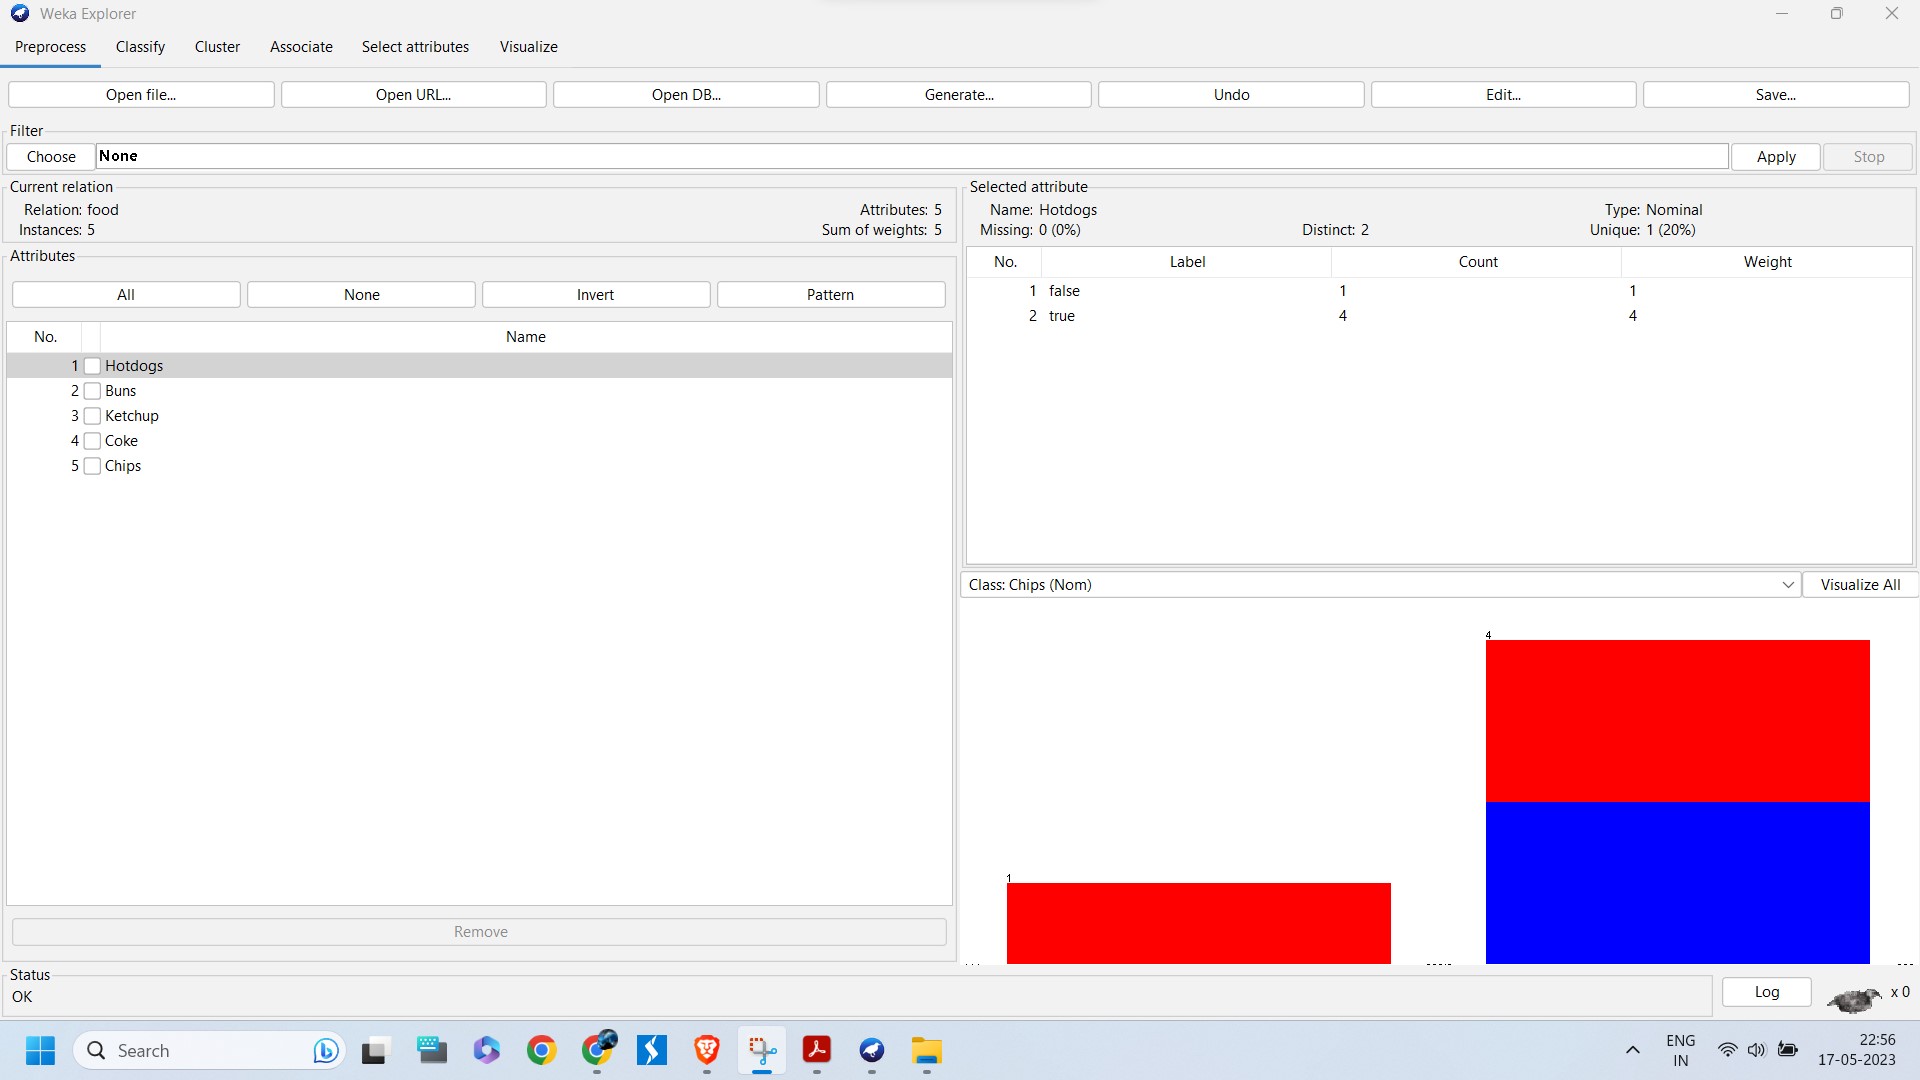 Weka Explorer
Preprocess Classify Cluster Associate Select attributes Visualize
Open file... Open URL... Open DB... Generate... Undo Edit... Save...
Filter
Choose None Apply Stop
Current relation
Relation: food Attributes: 5
Instances: 5 Sum of weights: 5
Attributes
All None Invert Pattern
No. Name
1 Hotdogs
2 Buns
3 Ketchup
4 Coke
5 Chips
Remove
Selected attribute
Name: Hotdogs Type: Nominal
Missing: 0 (0%) Distinct: 2 Unique: 1 (20%)
No. Label Count Weight
1 false 1 1
2 true 4 4
Class: Chips (Nom) Visualize All
4
1
Status
OK
Log x 0
Search
ENG
IN
22:56
17-05-2023